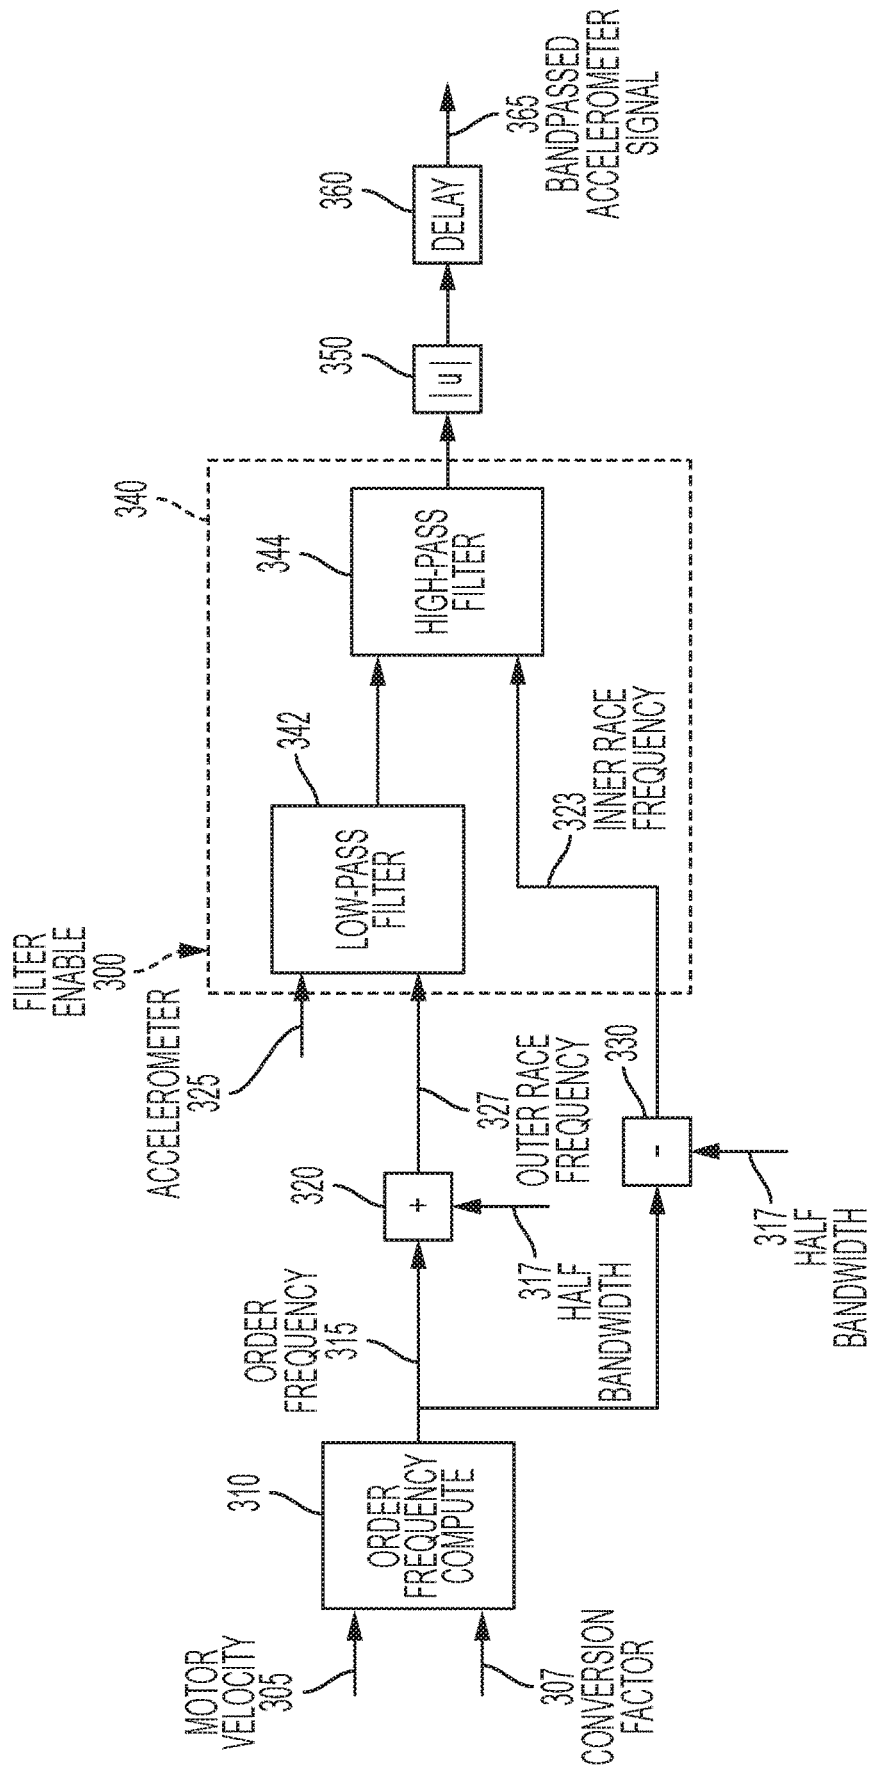 MOTOR
VELOCITY
305
307
CONVERSION
FACTOR
310
ORDER
FREQUENCY
COMPUTE
ORDER
FREQUENCY
315
320
+
317
HALF
BANDWIDTH
327
OUTER RACE
FREQUENCY
330
-
317
HALF
BANDWIDTH
ACCELEROMETER
325
FILTER
ENABLE
300
340
342
LOW-PASS
FILTER
323
INNER RACE
FREQUENCY
344
HIGH-PASS
FILTER
350
|u|
360
DELAY
365
BANDPASSED
ACCELEROMETER
SIGNAL